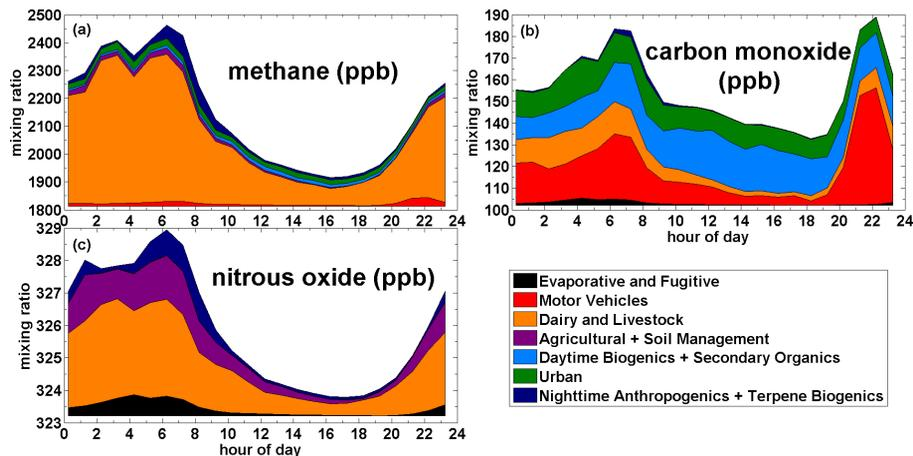 (a)
methane (ppb)
mixing ratio
2500
2400
2300
2200
2100
2000
1900
1800
0 2 4 6 8 10 12 14 16 18 20 22 24
(b)
carbon monoxide
(ppb)
mixing ratio
190
180
170
160
150
140
130
120
110
100
0 2 4 6 8 10 12 14 16 18 20 22 24
hour of day
(c)
nitrous oxide (ppb)
mixing ratio
329
328
327
326
325
324
323
0 2 4 6 8 10 12 14 16 18 20 22 24
hour of day
Evaporative and Fugitive
Motor Vehicles
Dairy and Livestock
Agricultural + Soil Management
Daytime Biogenics + Secondary Organics
Urban
Nighttime Anthropogenics + Terpene Biogenics